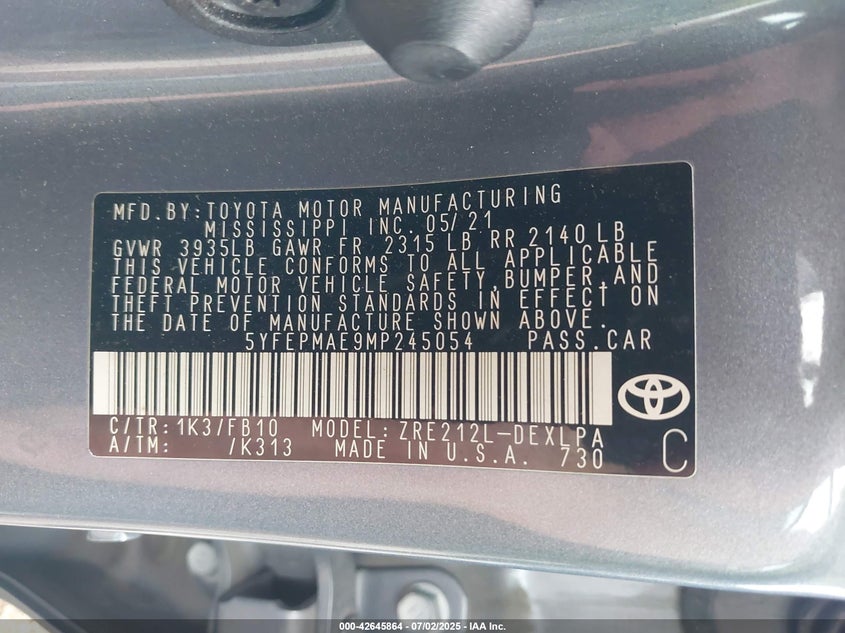 MFD.BY:TOYOTA MOTOR MANUFACTURING
MISSISSIPPI INC. 05/21
GVWR 3935LB GAWR FR 2315 LB RR 2140 LB
THIS VEHICLE CONFORMS TO ALL APPLICABLE
FEDERAL MOTOR VEHICLE SAFETY,BUMPER,AND
THEFT PREVENTION STANDARDS IN EFFECT ON
THE DATE OF MANUFACTURE SHOWN ABOVE.
5YFEPMAE9MP245054 PASS.CAR
C/TR:1K3/FB10 MODEL:ZRE212L-DEXLPA
A/TM: /K313 MADE IN U.S.A. 730
C
000-42645864 | 07/02/2025 | IAA Inc.